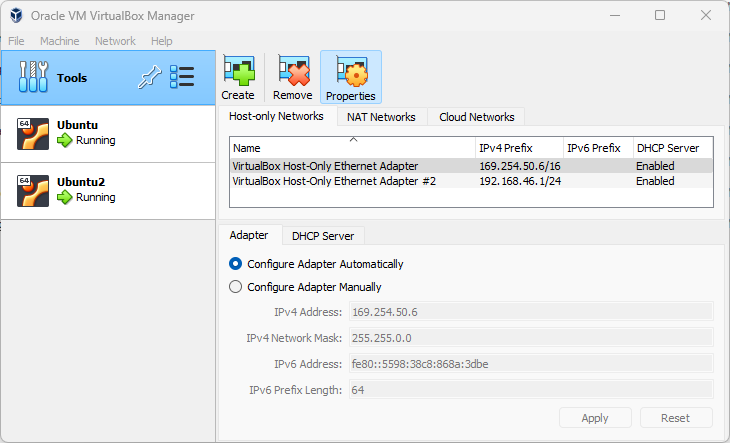 Oracle VM VirtualBox Manager
File Machine Network Help
Tools
Create Remove Properties
64 Ubuntu
Running
64 Ubuntu2
Running
Host-only Networks NAT Networks Cloud Networks
Name IPv4 Prefix IPv6 Prefix DHCP Server
VirtualBox Host-Only Ethernet Adapter 169.254.50.6/16 Enabled
VirtualBox Host-Only Ethernet Adapter #2 192.168.46.1/24 Enabled
Adapter DHCP Server
Configure Adapter Automatically
Configure Adapter Manually
IPv4 Address: 169.254.50.6
IPv4 Network Mask: 255.255.0.0
IPv6 Address: fe80::5598:38c8:868a:3dbe
IPv6 Prefix Length: 64
Apply Reset